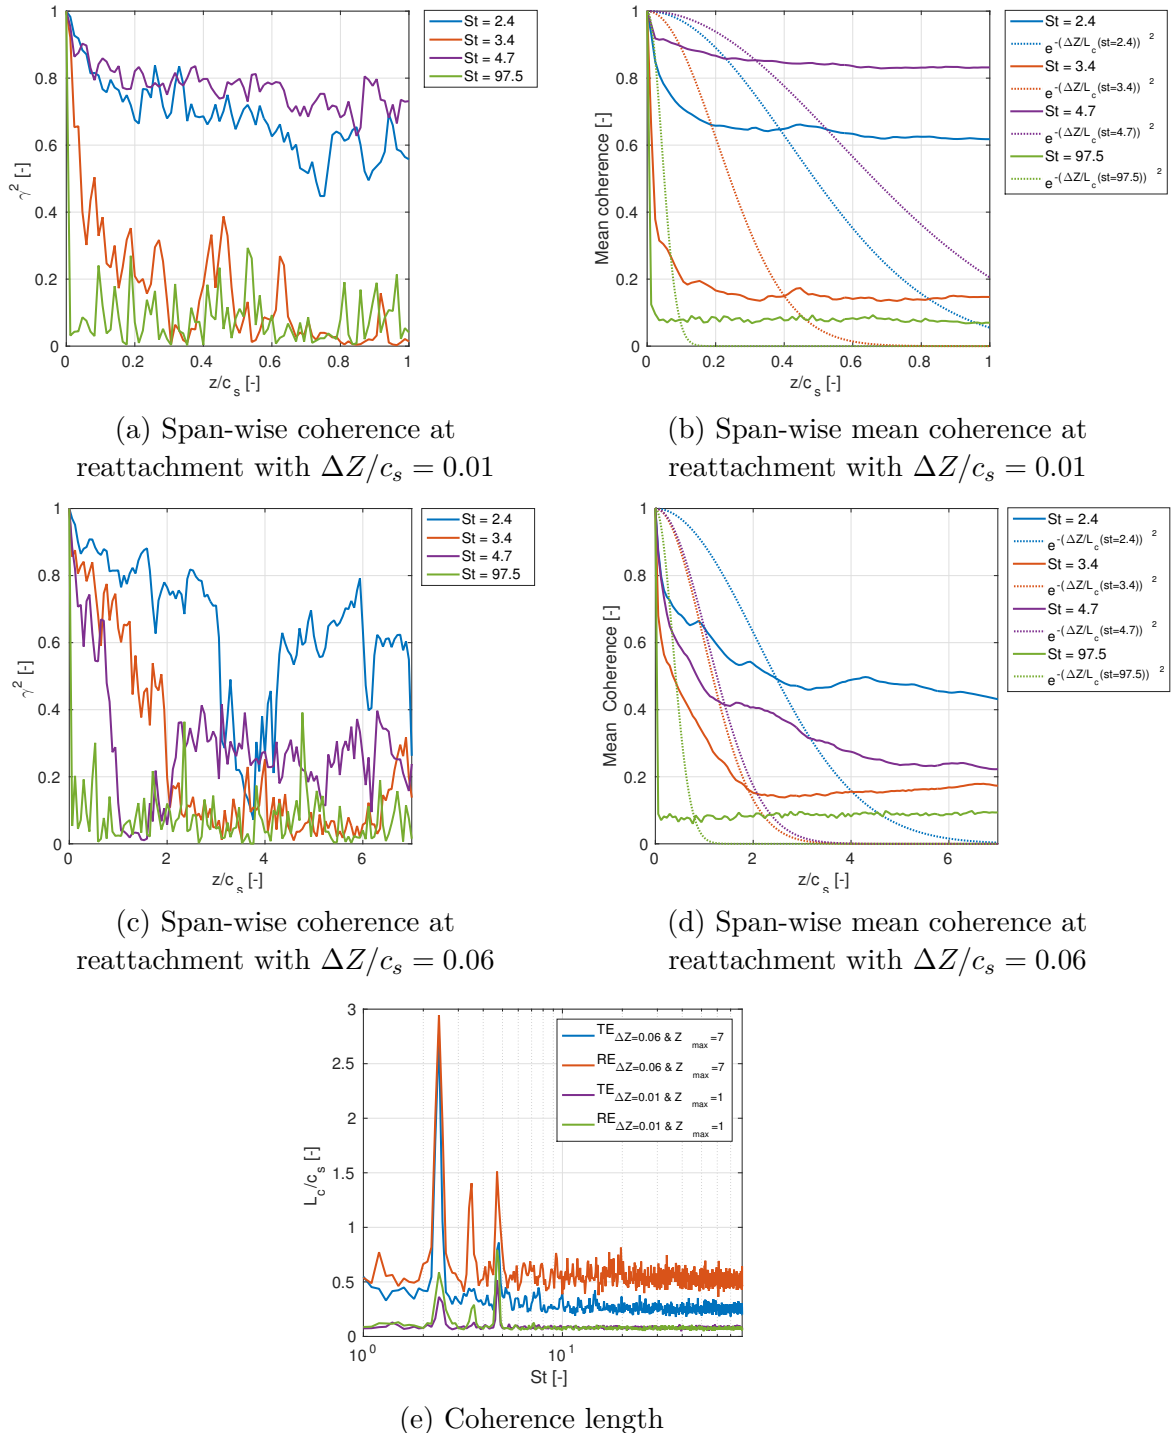 1
0.8
0.6
0.4
0.2
0
γ² [-]
0 0.2 0.4 0.6 0.8 1
z/c_s [-]
St = 2.4
St = 3.4
St = 4.7
St = 97.5
(a) Span-wise coherence at
reattachment with ΔZ/c_s = 0.01
1
0.8
0.6
0.4
0.2
0
Mean coherence [-]
0 0.2 0.4 0.6 0.8 1
z/c_s [-]
St = 2.4
e^-(ΔZ/L_c(st=2.4))^2
St = 3.4
e^-(ΔZ/L_c(st=3.4))^2
St = 4.7
e^-(ΔZ/L_c(st=4.7))^2
St = 97.5
e^-(ΔZ/L_c(st=97.5))^2
(b) Span-wise mean coherence at
reattachment with ΔZ/c_s = 0.01
1
0.8
0.6
0.4
0.2
0
γ² [-]
0 2 4 6
z/c_s [-]
St = 2.4
St = 3.4
St = 4.7
St = 97.5
(c) Span-wise coherence at
reattachment with ΔZ/c_s = 0.06
1
0.8
0.6
0.4
0.2
0
Mean Coherence [-]
0 2 4 6
z/c_s [-]
St = 2.4
e^-(ΔZ/L_c(st=2.4))^2
St = 3.4
e^-(ΔZ/L_c(st=3.4))^2
St = 4.7
e^-(ΔZ/L_c(st=4.7))^2
St = 97.5
e^-(ΔZ/L_c(st=97.5))^2
(d) Span-wise mean coherence at
reattachment with ΔZ/c_s = 0.06
3
2.5
2
1.5
1
0.5
0
L_c/c_s [-]
10^0 10^1
St [-]
TE_ΔZ=0.06 & Z_max=7
RE_ΔZ=0.06 & Z_max=7
TE_ΔZ=0.01 & Z_max=1
RE_ΔZ=0.01 & Z_max=1
(e) Coherence length